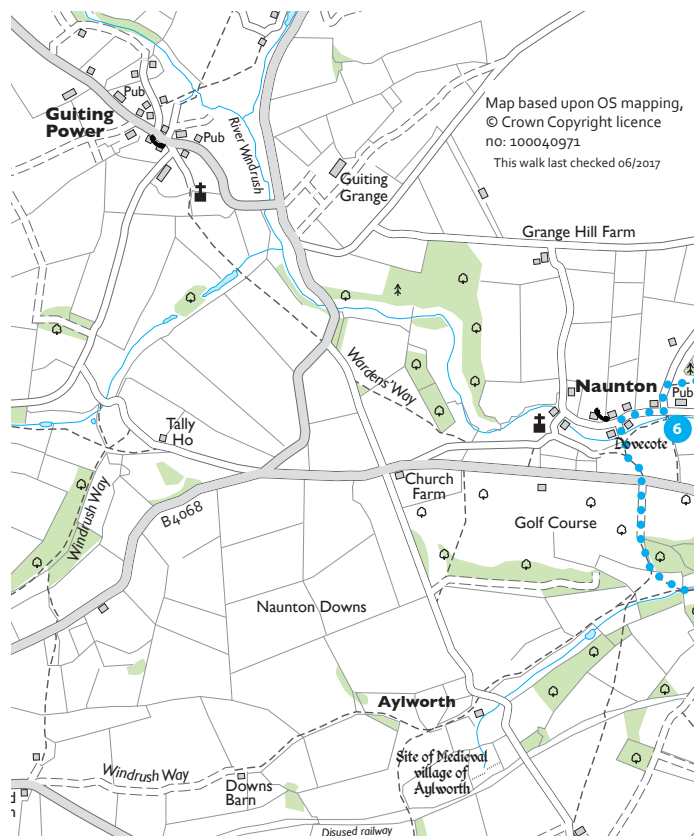 Pub
Guiting
Power
Pub
River Windrush
Map based upon OS mapping,
© Crown Copyright licence
no: 100040971
This walk last checked 06/2017
Guiting
Grange
Grange Hill Farm
Wardens' Way
Naunton
Pub
6
Dovecote
Tally
Ho
Church
Farm
Windrush Way
B4068
Golf Course
Naunton Downs
Aylworth
Site of Medieval
village of
Aylworth
Windrush Way
Downs
Barn
Disused railway